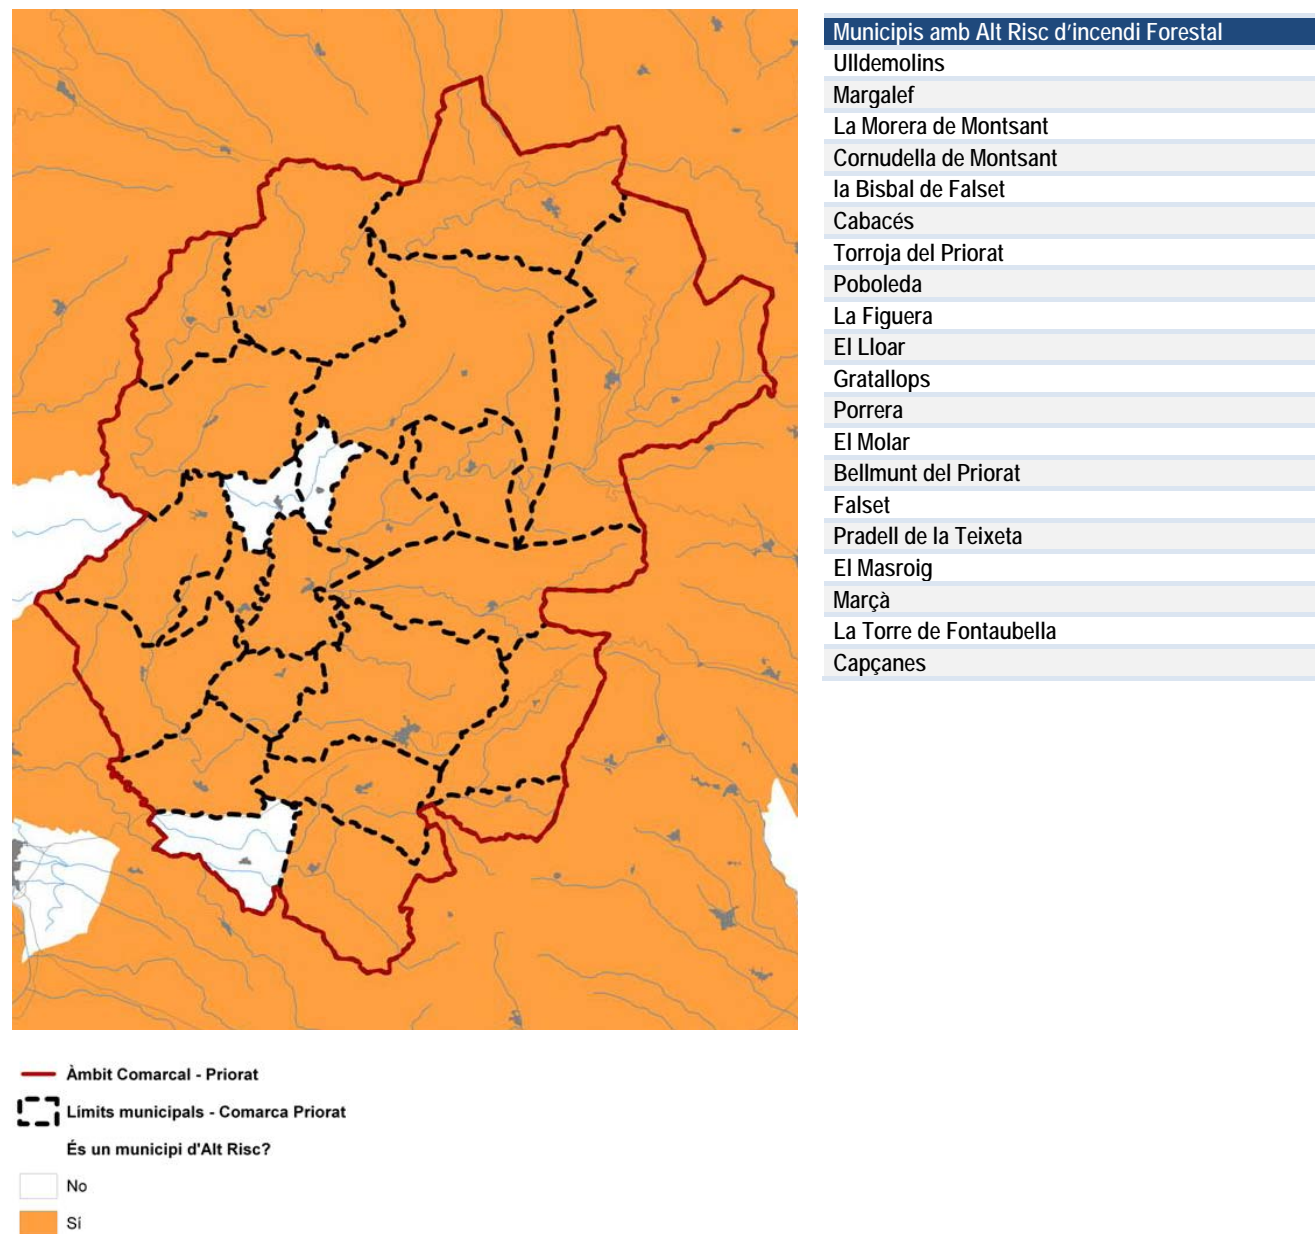 Municipis amb Alt Risc d’incendi Forestal
Ulldemolins
Margalef
La Morera de Montsant
Cornudella de Montsant
la Bisbal de Falset
Cabacés
Torroja del Priorat
Poboleda
La Figuera
El Lloar
Gratallops
Porrera
El Molar
Bellmunt del Priorat
Falset
Pradell de la Teixeta
El Masroig
Marçà
La Torre de Fontaubella
Capçanes
Àmbit Comarcal - Priorat
Límits municipals - Comarca Priorat
És un municipi d'Alt Risc?
No
Sí